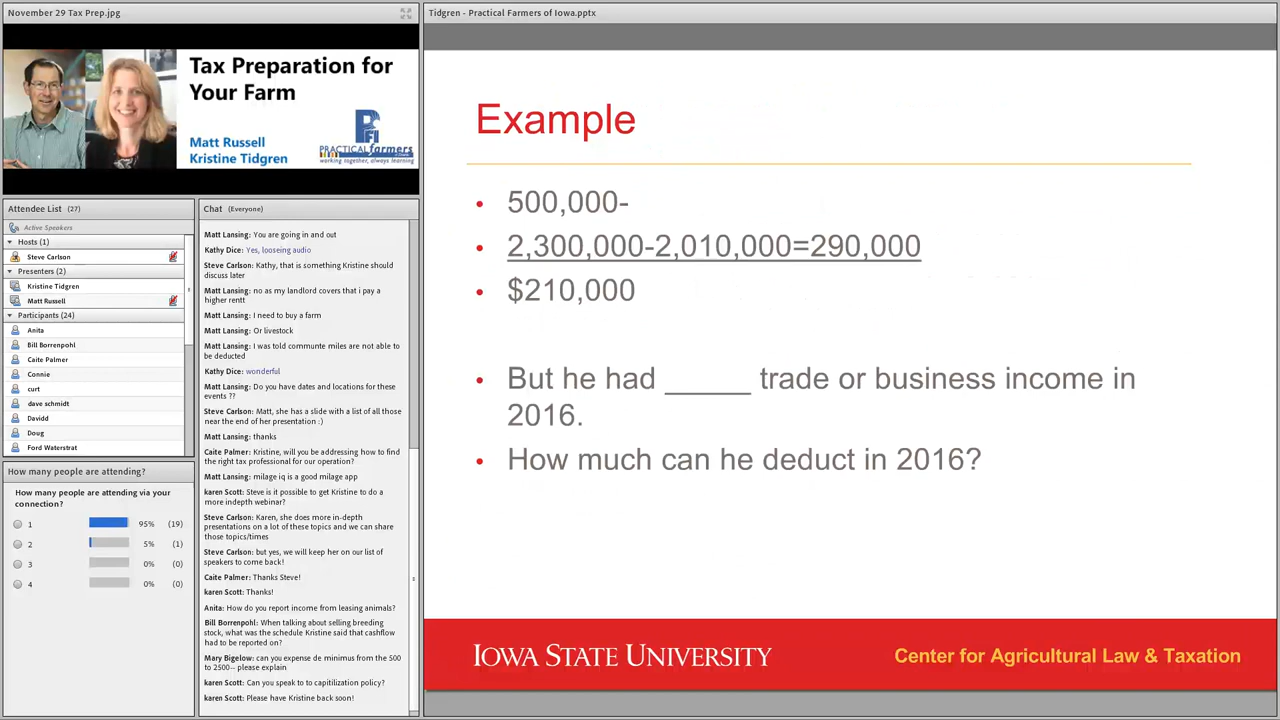 November 29 Tax Prep.jpg
Tax Preparation for
Your Farm
Matt Russell
Kristine Tidgren
PFI
PRACTICAL farmers
working together, always learning
Attendee List (27)
Active Speakers
Hosts (1)
Steve Carlson
Presenters (2)
Kristine Tidgren
Matt Russell
Participants (24)
Anita
Bill Borrenpohl
Caite Palmer
Connie
curt
dave schmidt
Davidd
Doug
Ford Waterstrat
How many people are attending?
How many people are attending via your
connection?
1 95% (19)
2 5% (1)
3 0% (0)
4 0% (0)
Chat (Everyone)
Matt Lansing: You are going in and out
Kathy Dice: Yes, looseing audio
Steve Carlson: Kathy, that is something Kristine should
discuss later
Matt Lansing: no as my landlord covers that i pay a
higher rentt
Matt Lansing: I need to buy a farm
Matt Lansing: Or livestock
Matt Lansing: I was told communte miles are not able to
be deducted
Kathy Dice: wonderful
Matt Lansing: Do you have dates and locations for these
events ??
Steve Carlson: Matt, she has a slide with a list of all those
near the end of her presentation :)
Matt Lansing: thanks
Caite Palmer: Kristine, will you be addressing how to find
the right tax professional for our operation?
Matt Lansing: milage iq is a good milage app
karen Scott: Steve is it possible to get Kristine to do a
more indepth webinar?
Steve Carlson: Karen, she does more in-depth
presentations on a lot of these topics and we can share
those topics/times
Steve Carlson: but yes, we will keep her on our list of
speakers to come back!
Caite Palmer: Thanks Steve!
karen Scott: Thanks!
Anita: How do you report income from leasing animals?
Bill Borrenpohl: When talking about selling breeding
stock, what was the schedule Kristine said that cashflow
had to be reported on?
Mary Bigelow: can you expense de minimus from the 500
to 2500-- please explain
karen Scott: Can you speak to to capitilization policy?
karen Scott: Please have Kristine back soon!
Tidgren - Practical Farmers of Iowa.pptx
Example
• 500,000-
• 2,300,000-2,010,000=290,000
• $210,000
• But he had ______ trade or business income in
2016.
• How much can he deduct in 2016?
IOWA STATE UNIVERSITY
Center for Agricultural Law & Taxation